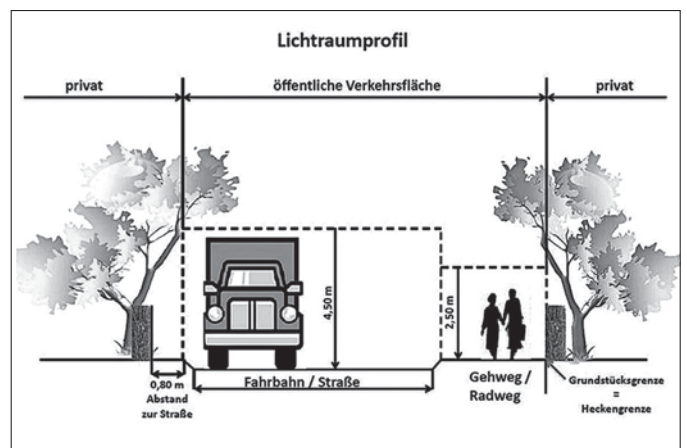 Lichtraumprofil
privat
öffentliche Verkehrsfläche
privat
4,50 m
2,50 m
0,80 m
Abstand
zur Straße
Fahrbahn / Straße
Gehweg /
Radweg
Grundstücksgrenze
=
Heckengrenze